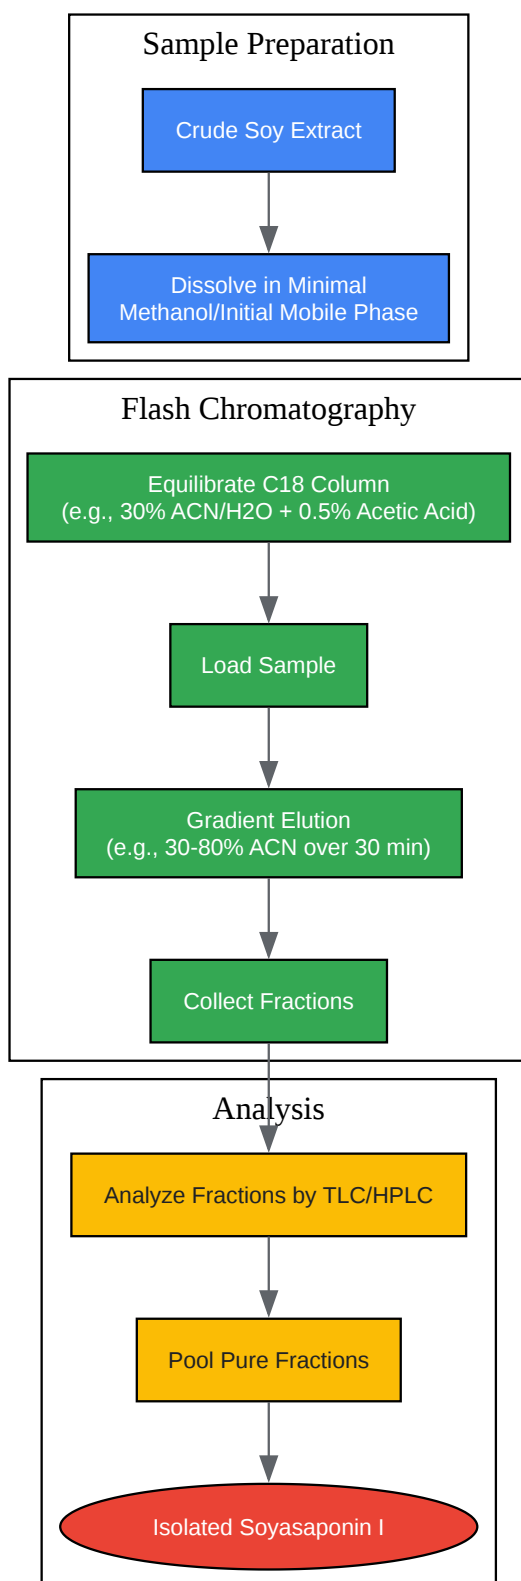 Sample Preparation
Crude Soy Extract
Dissolve in Minimal
Methanol/Initial Mobile Phase
Flash Chromatography
Equilibrate C18 Column
(e.g., 30% ACN/H2O + 0.5% Acetic Acid)
Load Sample
Gradient Elution
(e.g., 30-80% ACN over 30 min)
Collect Fractions
Analysis
Analyze Fractions by TLC/HPLC
Pool Pure Fractions
Isolated Soyasaponin I